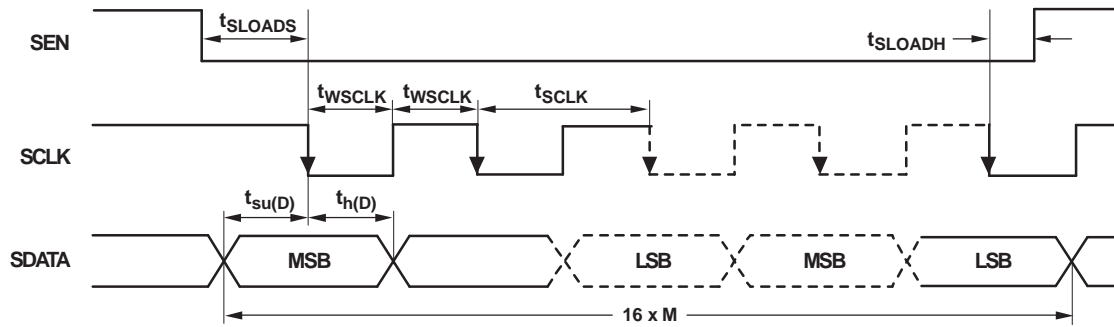 tSLOADS
SEN
tSLOADH
tWSCLK tWSCLK tSCLK
SCLK
tsu(D) th(D)
SDATA MSB LSB MSB LSB
16 x M